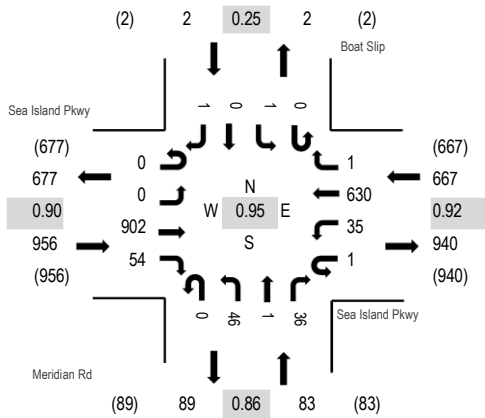 (2) 2 0.25 2 (2)
Boat Slip
Sea Island Pkwy
1 0 1 0
(677) (667)
677 0 1 667
0.90 0 N 630 0.92
W 0.95 E
902 S 35
956 54 1 940
(956) (940)
0 46 1 36
Sea Island Pkwy
Meridian Rd
(89) 89 0.86 83 (83)